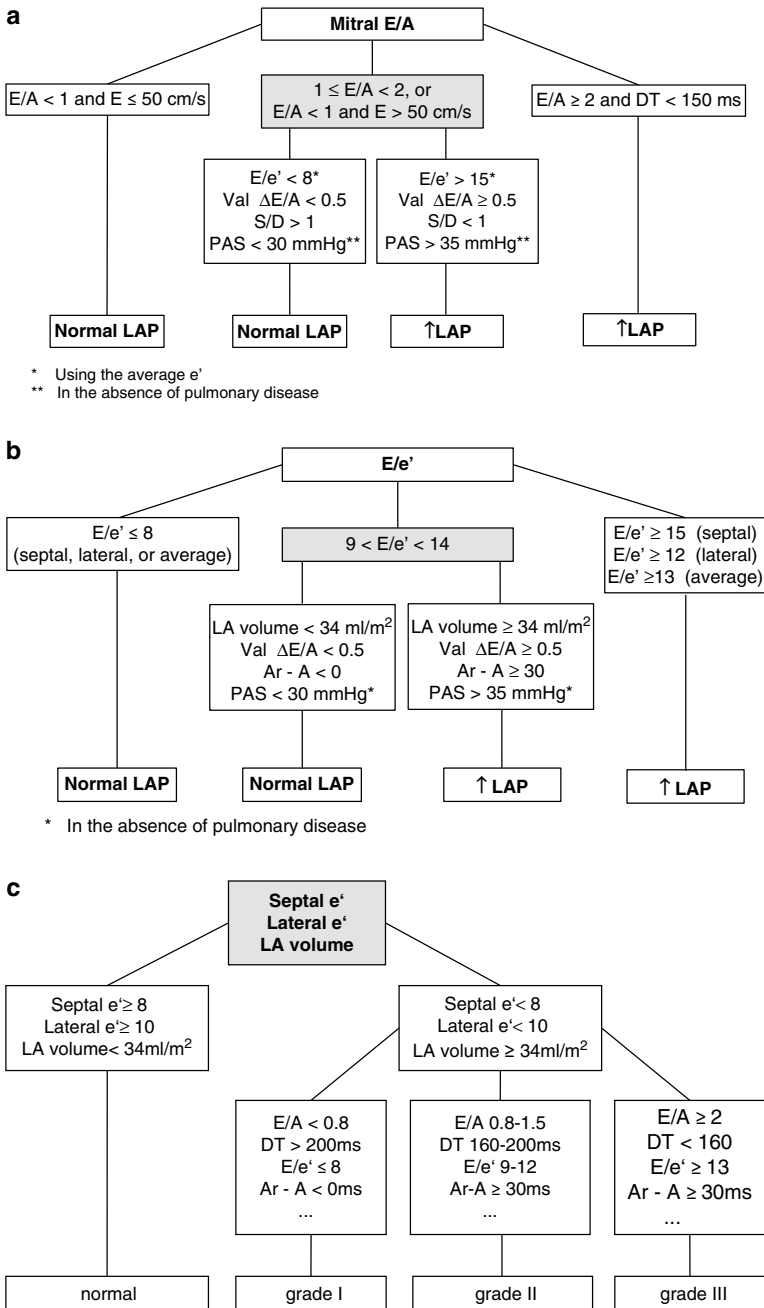 a
Mitral E/A
E/A < 1 and E ≤ 50 cm/s
1 ≤ E/A < 2, or
E/A < 1 and E > 50 cm/s
E/A ≥ 2 and DT < 150 ms
E/e’ < 8*
Val ΔE/A < 0.5
S/D > 1
PAS < 30 mmHg**
E/e’ > 15*
Val ΔE/A ≥ 0.5
S/D < 1
PAS > 35 mmHg**
Normal LAP
Normal LAP
↑LAP
↑LAP
* Using the average e’
** In the absence of pulmonary disease
b
E/e’
E/e’ ≤ 8
(septal, lateral, or average)
9 < E/e’ < 14
E/e’ ≥ 15 (septal)
E/e’ ≥ 12 (lateral)
E/e’ ≥13 (average)
LA volume < 34 ml/m²
Val ΔE/A < 0.5
Ar - A < 0
PAS < 30 mmHg*
LA volume ≥ 34 ml/m²
Val ΔE/A ≥ 0.5
Ar - A ≥ 30
PAS > 35 mmHg*
Normal LAP
Normal LAP
↑ LAP
↑ LAP
* In the absence of pulmonary disease
c
Septal e‘
Lateral e‘
LA volume
Septal e‘≥ 8
Lateral e‘≥ 10
LA volume< 34ml/m²
Septal e‘< 8
Lateral e‘< 10
LA volume ≥ 34ml/m²
E/A < 0.8
DT > 200ms
E/e‘ ≤ 8
Ar - A < 0ms
...
E/A 0.8-1.5
DT 160-200ms
E/e‘ 9-12
Ar-A ≥ 30ms
...
E/A ≥ 2
DT < 160
E/e‘ ≥ 13
Ar - A ≥ 30ms
...
normal
grade I
grade II
grade III